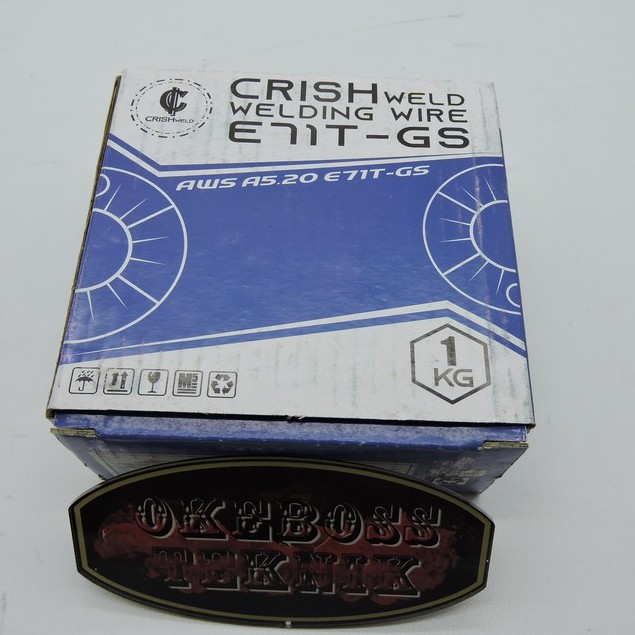 CRISHWELD
CRISHWELD
WELDING WIRE
E71T-GS
AWS A5.20 E71T-GS
1
KG
OKEBOSS
TEKNIK